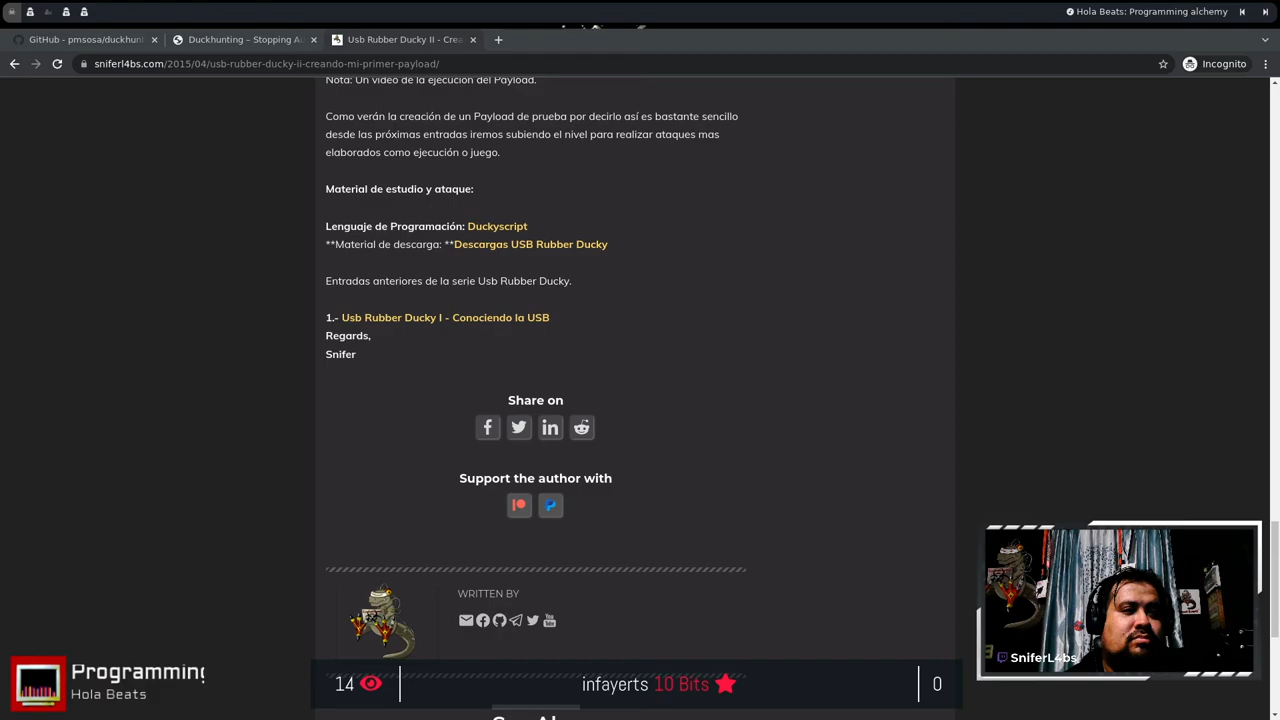 Hola Beats: Programming alchemy
GitHub - pmsosa/duckhunt
Duckhunting – Stopping Au
Usb Rubber Ducky II - Crea
sniferl4bs.com/2015/04/usb-rubber-ducky-ii-creando-mi-primer-payload/
Incognito
Nota: Un video de la ejecución del Payload.
Como verán la creación de un Payload de prueba por decirlo así es bastante sencillo
desde las próximas entradas iremos subiendo el nivel para realizar ataques mas
elaborados como ejecución o juego.
Material de estudio y ataque:
Lenguaje de Programación: Duckyscript
**Material de descarga: **Descargas USB Rubber Ducky
Entradas anteriores de la serie Usb Rubber Ducky.
1.- Usb Rubber Ducky I - Conociendo la USB
Regards,
Snifer
Share on
Support the author with
WRITTEN BY
SniferL4bs
Programming
Hola Beats
14
infayerts 10 Bits
0